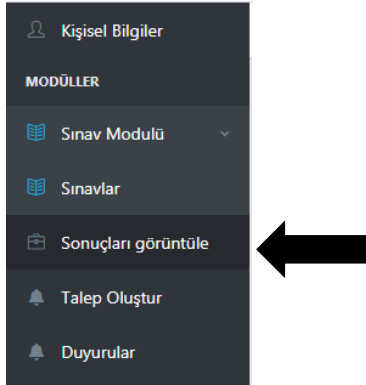 Kişisel Bilgiler
MODÜLLER
Sınav Modulü
Sınavlar
Sonuçları görüntüle
Talep Oluştur
Duyurular